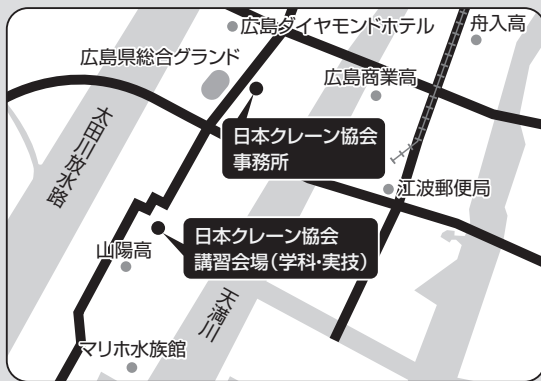 広島ダイヤモンドホテル
舟入高
広島県総合グランド
広島商業高
太田川放水路
日本クレーン協会
事務所
江波郵便局
日本クレーン協会
講習会場(学科・実技)
山陽高
天満川
マリホ水族館